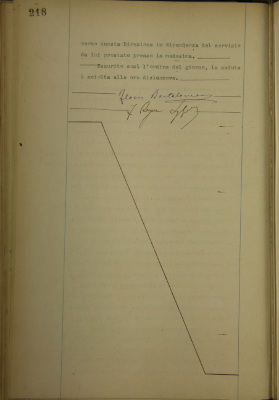 218
verso questa Direzione in dipendenza del servizio
da lui prestato presso la medesima.
Esaurito così l'ordine del giorno, la seduta
è sciolta alle ore diciannove.